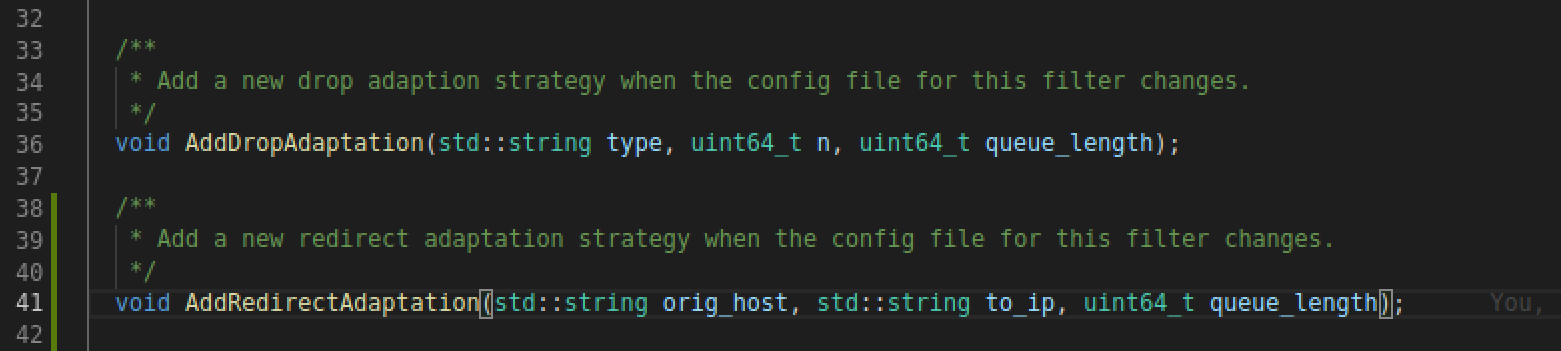 32
33 /**
34 * Add a new drop adaption strategy when the config file for this filter changes.
35 */
36 void AddDropAdaptation(std::string type, uint64_t n, uint64_t queue_length);
37
38 /**
39 * Add a new redirect adaptation strategy when the config file for this filter changes.
40 */
41 void AddRedirectAdaptation(std::string orig_host, std::string to_ip, uint64_t queue_length); You,
42